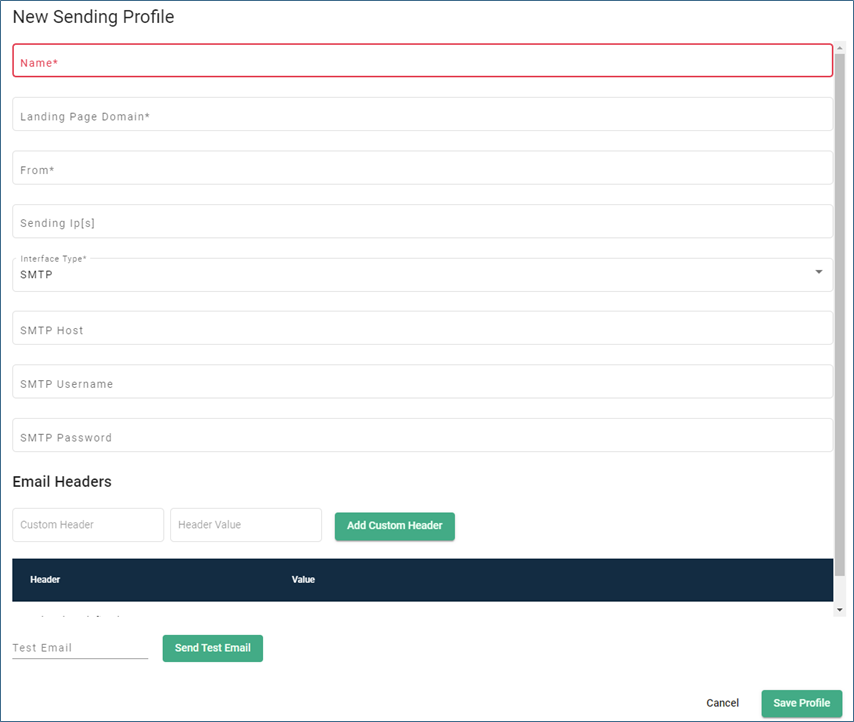 New Sending Profile
Name*
Landing Page Domain*
From*
Sending Ip[s]
Interface Type*
SMTP
SMTP Host
SMTP Username
SMTP Password
Email Headers
Custom Header Header Value Add Custom Header
Header Value
Test Email Send Test Email
Cancel Save Profile